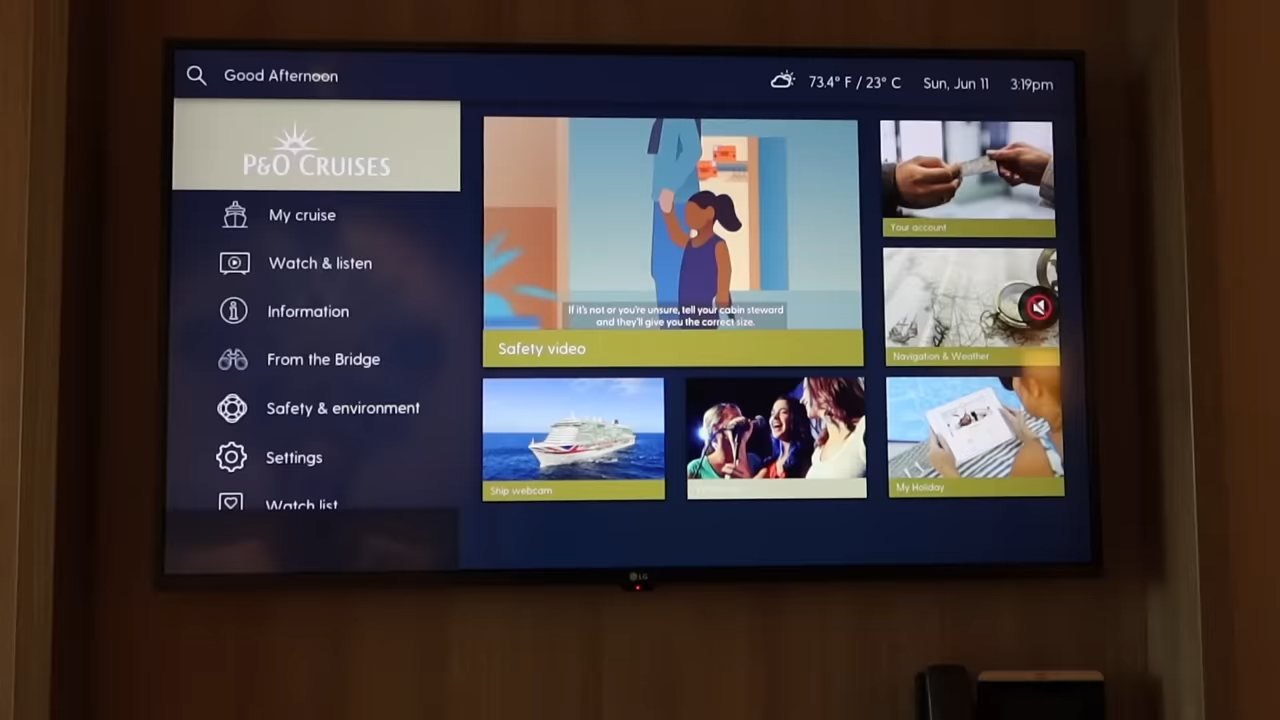 Good Afternoon
73.4° F / 23° C Sun, Jun 11 3:19pm
P&O CRUISES
My cruise
Watch & listen
Information
From the Bridge
Safety & environment
Settings
Watch list
If it's not or you're unsure, tell your cabin steward
and they'll give you the correct size.
Safety video
Your account
Navigation & Weather
Ship webcam
My Holiday
LG